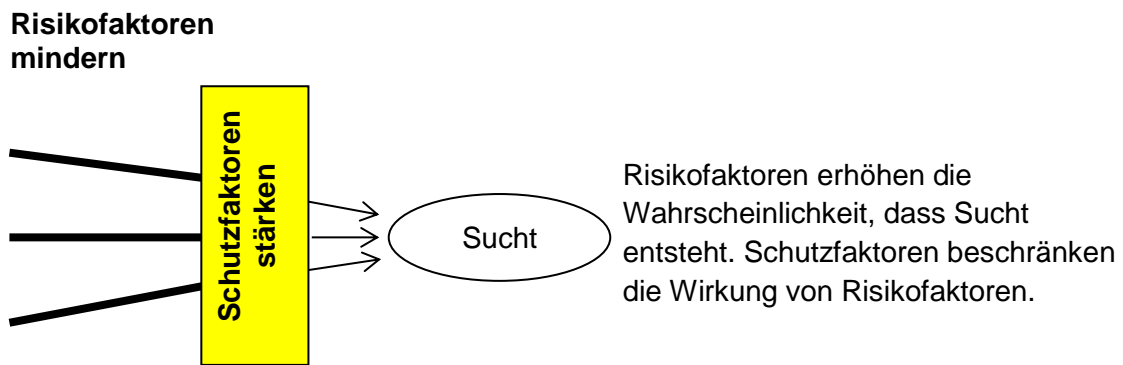 Risikofaktoren
mindern
Schutzfaktoren
stärken
Sucht
Risikofaktoren erhöhen die
Wahrscheinlichkeit, dass Sucht
entsteht. Schutzfaktoren beschränken
die Wirkung von Risikofaktoren.